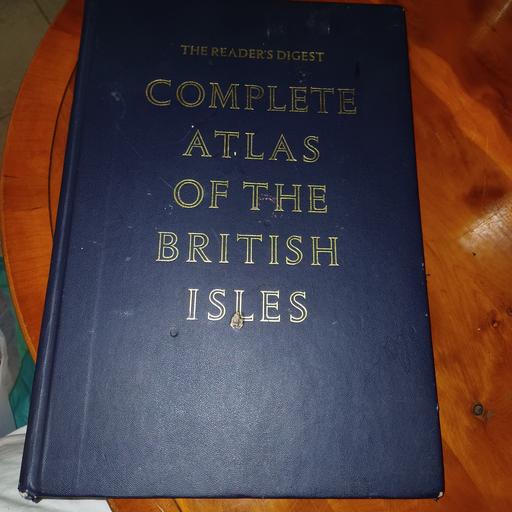 THE READER'S DIGEST
COMPLETE
ATLAS
OF THE
BRITISH
ISLES